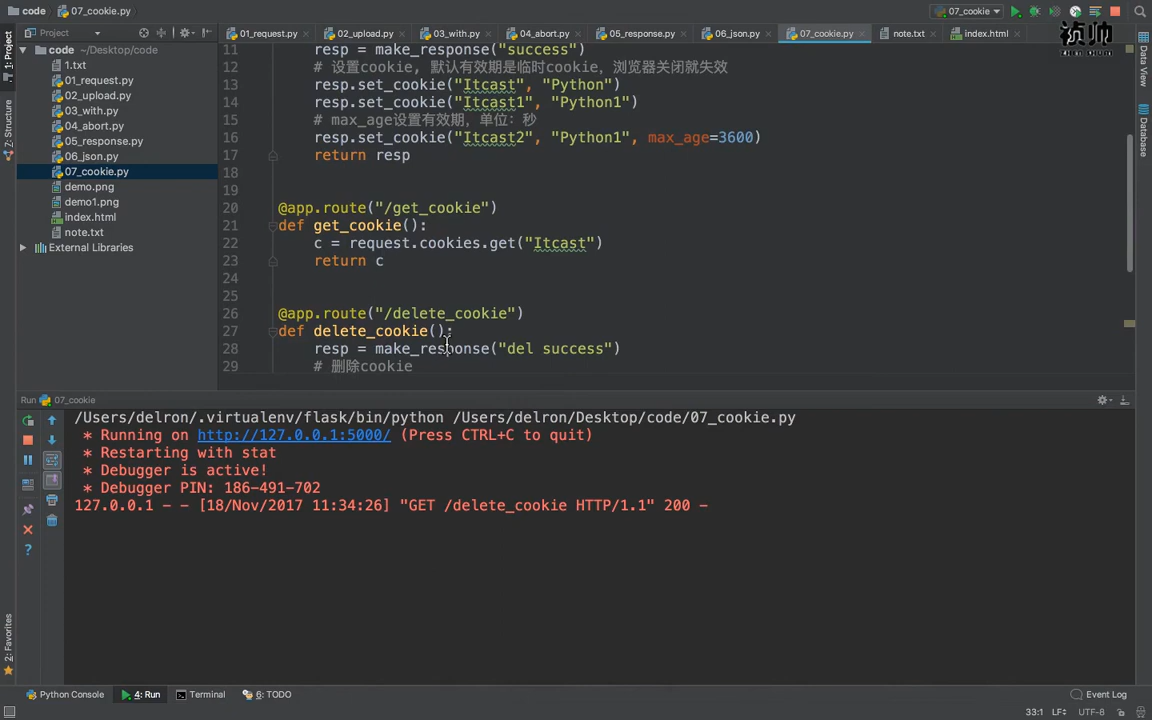 code 07_cookie.py
07_cookie
Project
01_request.py 02_upload.py 03_with.py 04_abort.py 05_response.py 06_json.py 07_cookie.py note.txt index.html
code ~/Desktop/code
1.txt
01_request.py
02_upload.py
03_with.py
04_abort.py
05_response.py
06_json.py
07_cookie.py
demo.png
demo1.png
index.html
note.txt
External Libraries
1: Project
7: Structure
2: Favorites
11 resp = make_response("success")
12 # 设置cookie, 默认有效期是临时cookie,浏览器关闭就失效
13 resp.set_cookie("Itcast", "Python")
14 resp.set_cookie("Itcast1", "Python1")
15 # max_age设置有效期，单位：秒
16 resp.set_cookie("Itcast2", "Python1", max_age=3600)
17 return resp
18
19
20 @app.route("/get_cookie")
21 def get_cookie():
22 c = request.cookies.get("Itcast")
23 return c
24
25
26 @app.route("/delete_cookie")
27 def delete_cookie():
28 resp = make_response("del success")
29 # 删除cookie
Data View
Database
Run 07_cookie
/Users/delron/.virtualenv/flask/bin/python /Users/delron/Desktop/code/07_cookie.py
* Running on http://127.0.0.1:5000/ (Press CTRL+C to quit)
* Restarting with stat
* Debugger is active!
* Debugger PIN: 186-491-702
127.0.0.1 - - [18/Nov/2017 11:34:26] "GET /delete_cookie HTTP/1.1" 200 -
Python Console 4: Run Terminal 6: TODO Event Log
33:1 LF÷ UTF-8